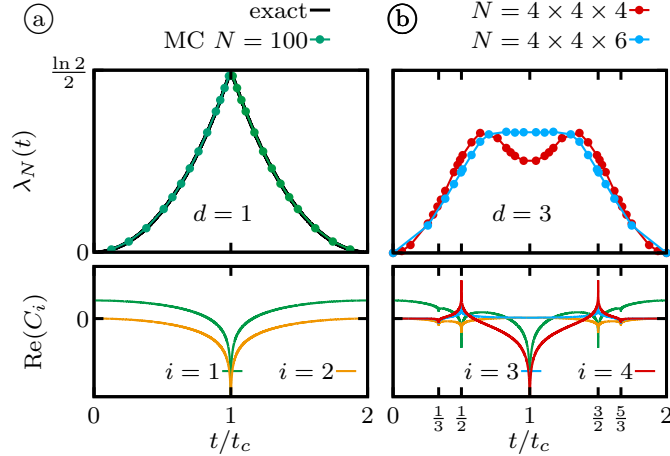 a
exact
MC N = 100
ln 2
2
λ_N(t)
0
d = 1
Re(C_i)
0
i = 1
i = 2
0
1
2
t/t_c
b
N = 4 × 4 × 4
N = 4 × 4 × 6
d = 3
i = 3
i = 4
0
1/3
1/2
1
3/2
5/3
2
t/t_c